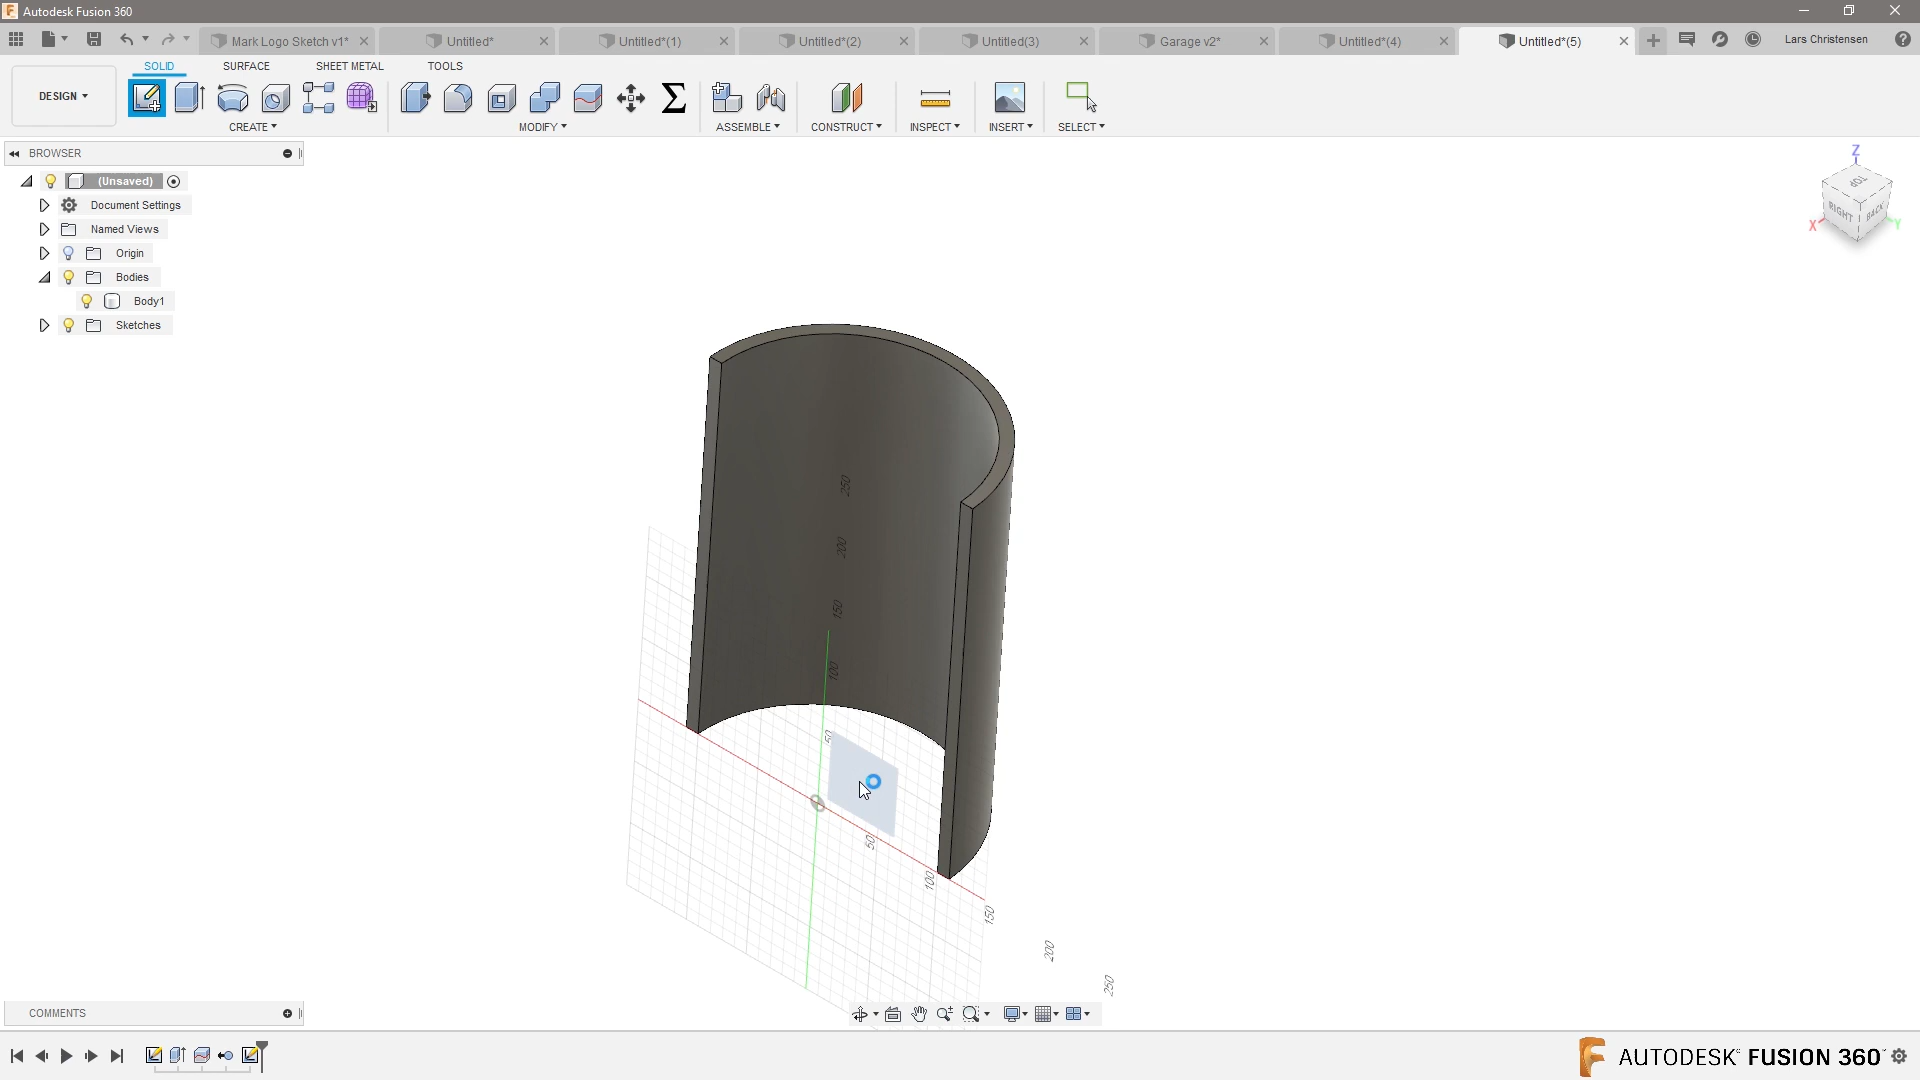 Autodesk Fusion 360
Mark Logo Sketch v1*
Untitled*
Untitled*(1)
Untitled*(2)
Untitled(3)
Garage v2*
Untitled*(4)
Untitled*(5)
Lars Christensen
DESIGN
SOLID
SURFACE
SHEET METAL
TOOLS
CREATE
MODIFY
ASSEMBLE
CONSTRUCT
INSPECT
INSERT
SELECT
BROWSER
(Unsaved)
Document Settings
Named Views
Origin
Bodies
Body1
Sketches
Z
TOP
RIGHT
BACK
X
Y
250
200
150
100
50
50
100
150
200
250
COMMENTS
AUTODESK FUSION 360